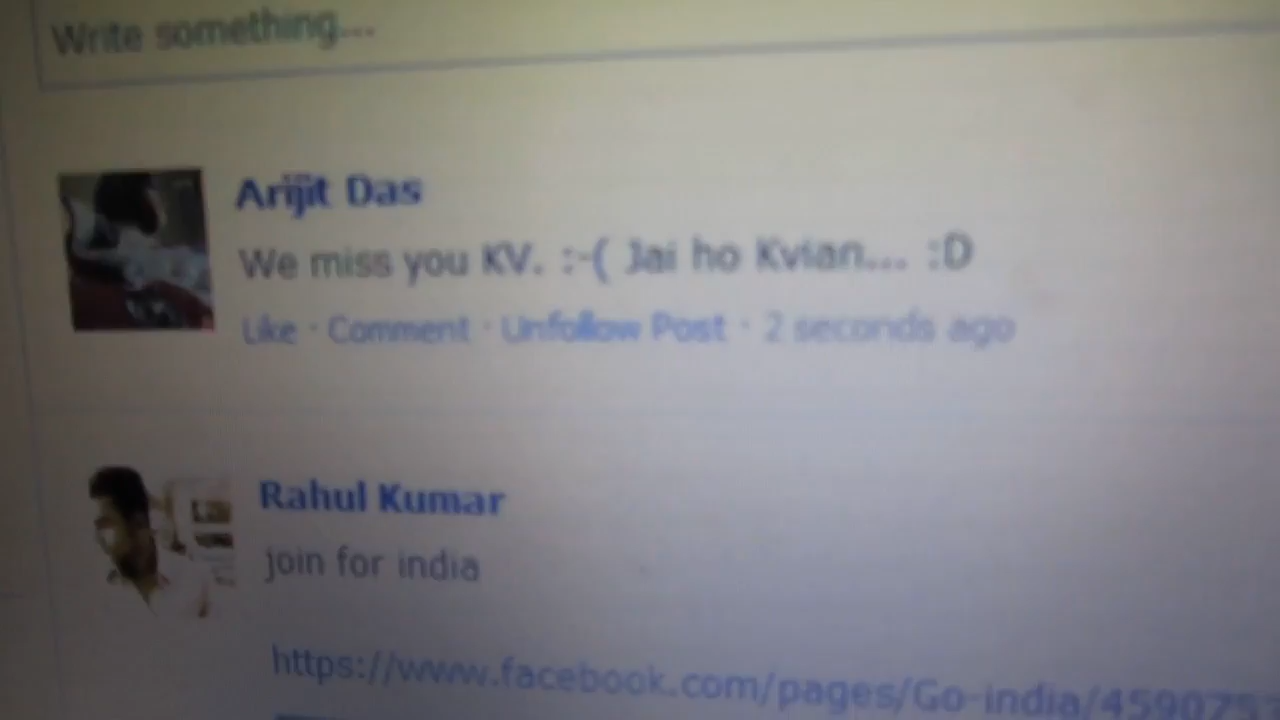 Write something...
Arijit Das
We miss you KV. :-( Jai ho Kvian... :D
Like · Comment · Unfollow Post · 2 seconds ago
Rahul Kumar
join for india
https://www.facebook.com/pages/Go-india/459075